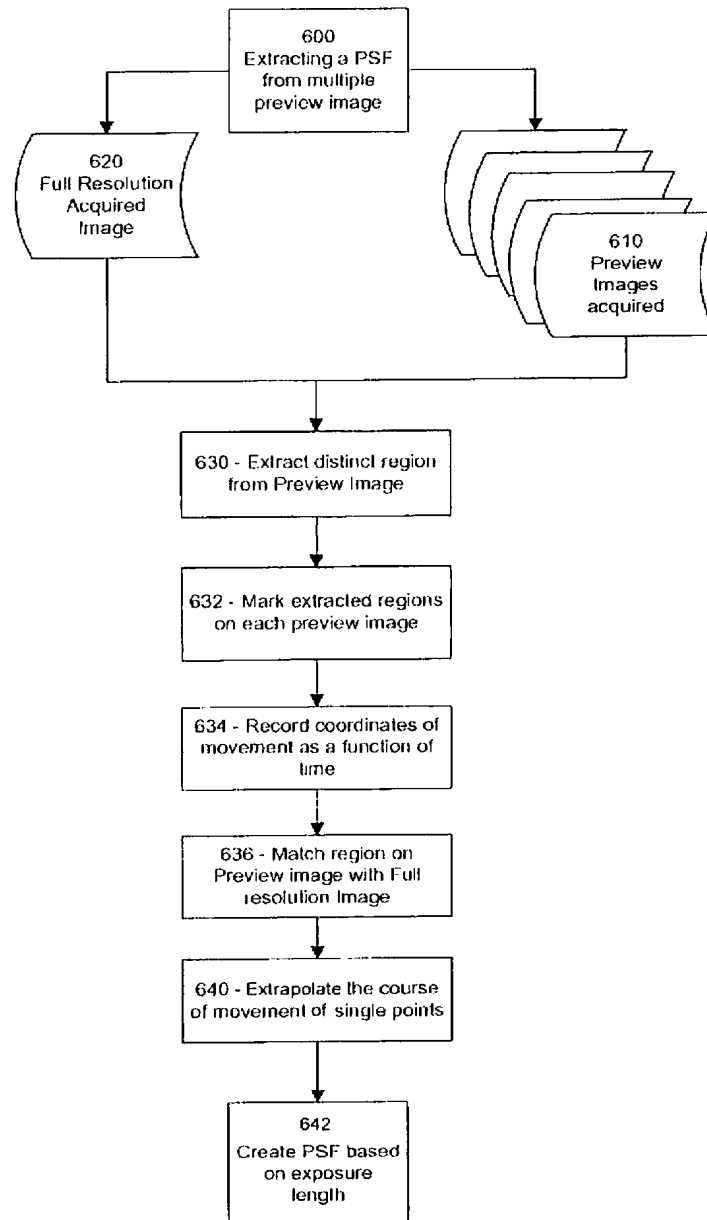 600
Extracting a PSF
from multiple
preview image
620
Full Resolution
Acquired
Image
610
Preview
Images
acquired
630 - Extract distinct region
from Preview Image
632 - Mark extracted regions
on each preview image
634 - Record coordinates of
movement as a function of
time
636 - Match region on
Preview image with Full
resolution Image
640 - Extrapolate the course
of movement of single points
642
Create PSF based
on exposure
length